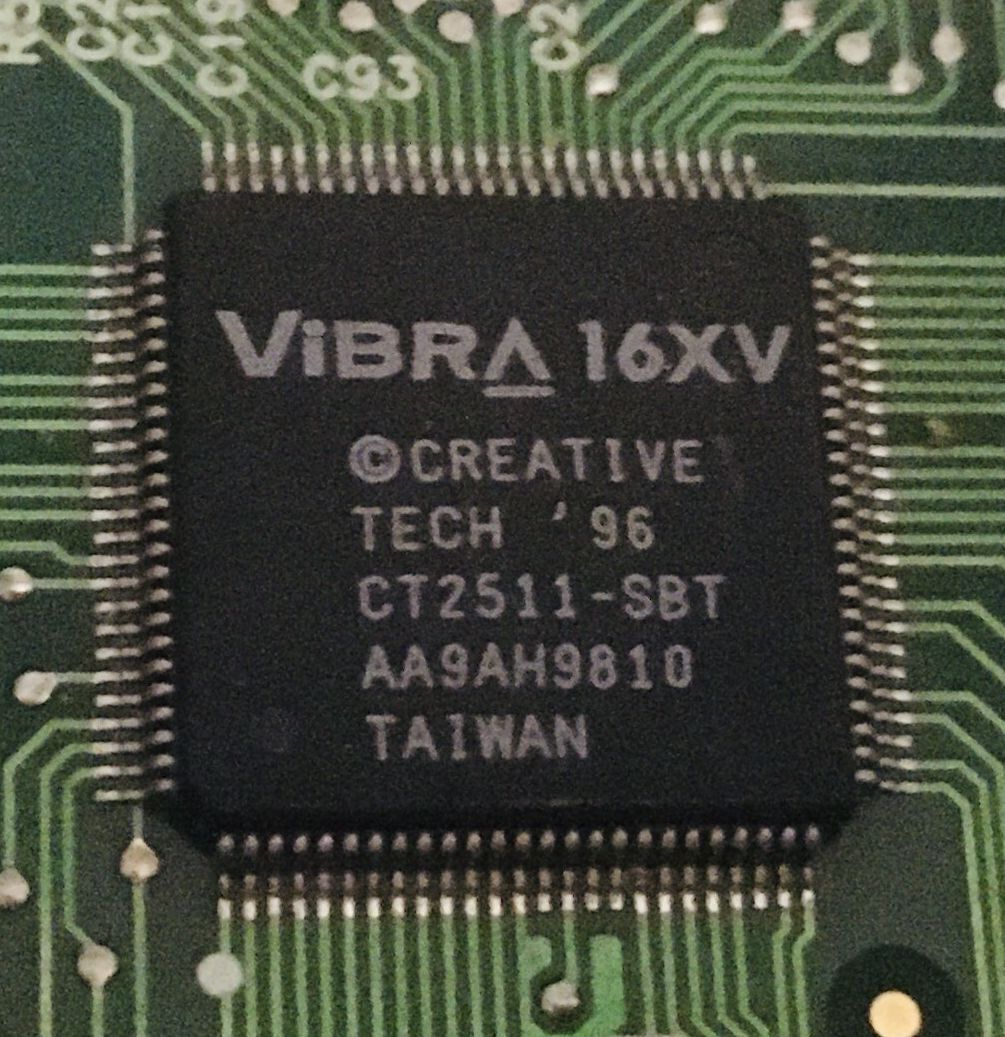 C93
ViBRA 16XV
©CREATIVE
TECH '96
CT2511-SBT
AA9AH9810
TAIWAN